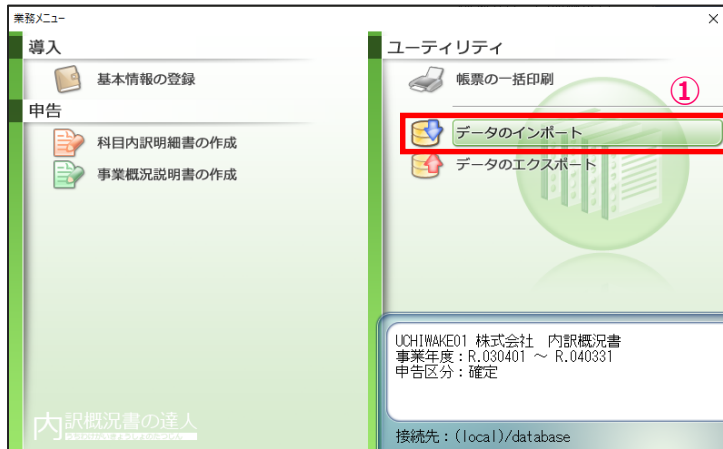 業務メニュー
導入
基本情報の登録
申告
科目内訳明細書の作成
事業概況説明書の作成
ユーティリティ
帳票の一括印刷
①
データのインポート
データのエクスポート
UCHIWAKE01 株式会社 内訳概況書
事業年度：R.030401 ～ R.040331
申告区分：確定
内訳概況書の達人
接続先：(local)/database